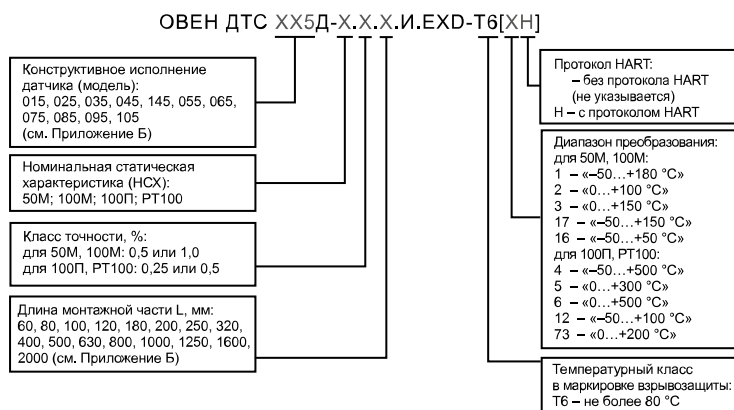 ОВЕН ДТС XX5Д-X.X.X.И.EXD-T6[XH]
Конструктивное исполнение
датчика (модель):
015, 025, 035, 045, 145, 055, 065,
075, 085, 095, 105
(см. Приложение Б)
Номинальная статическая
характеристика (НСХ):
50М; 100М; 100П; РТ100
Класс точности, %:
для 50М, 100М: 0,5 или 1,0
для 100П, РТ100: 0,25 или 0,5
Длина монтажной части L, мм:
60, 80, 100, 120, 180, 200, 250, 320,
400, 500, 630, 800, 1000, 1250, 1600,
2000 (см. Приложение Б)
Протокол HART:
– без протокола HART
(не указывается)
Н – с протоколом HART
Диапазон преобразования:
для 50М, 100М:
1 – «–50...+180 °С»
2 – «0...+100 °С»
3 – «0...+150 °С»
17 – «–50...+150 °С»
16 – «–50...+50 °С»
для 100П, РТ100:
4 – «–50...+500 °С»
5 – «0...+300 °С»
6 – «0...+500 °С»
12 – «–50...+100 °С»
73 – «0...+200 °С»
Температурный класс
в маркировке взрывозащиты:
Т6 – не более 80 °С